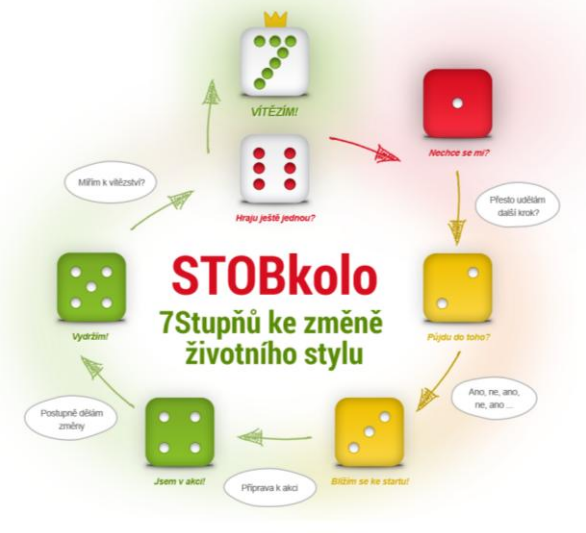 VÍTĚZÍM!
Nechce se mi?
Hraju ještě jednou?
Mířím k vítězství?
Přesto udělám
další krok?
STOBkolo
7Stupňů ke změně
životního stylu
Vydržím!
Půjdu do toho?
Ano, ne, ano,
ne, ano ...
Postupně dělám
změny
Jsem v akci!
Příprava k akci
Blížím se ke startu!